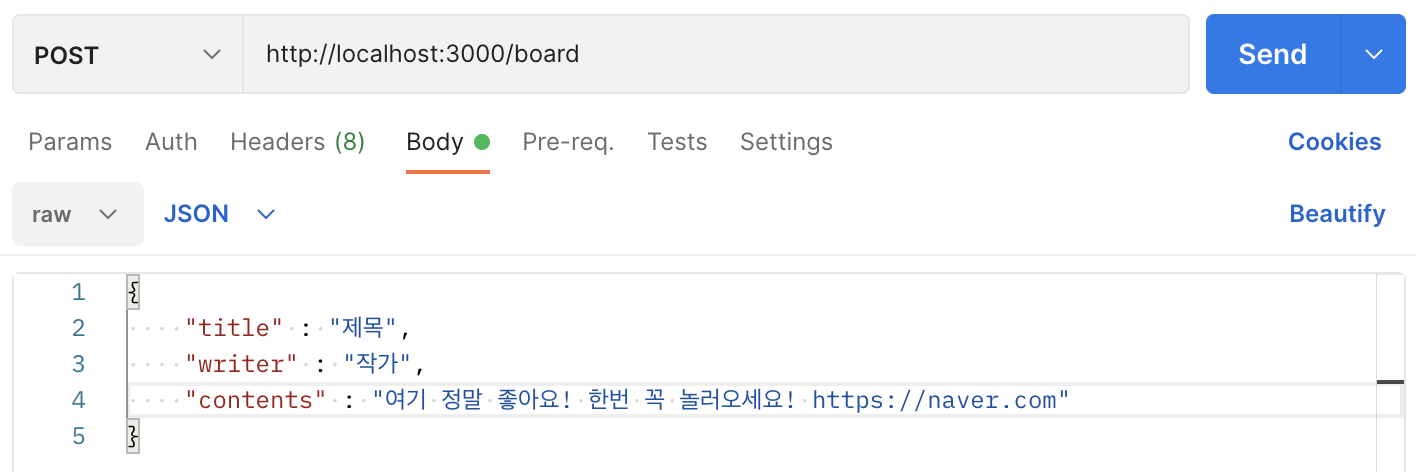 POST http://localhost:3000/board Send
Params Auth Headers (8) Body Pre-req. Tests Settings Cookies
raw JSON Beautify
1 {
2 "title" : "제목",
3 "writer" : "작가",
4 "contents" : "여기 정말 좋아요! 한번 꼭 놀러오세요! https://naver.com"
5 }